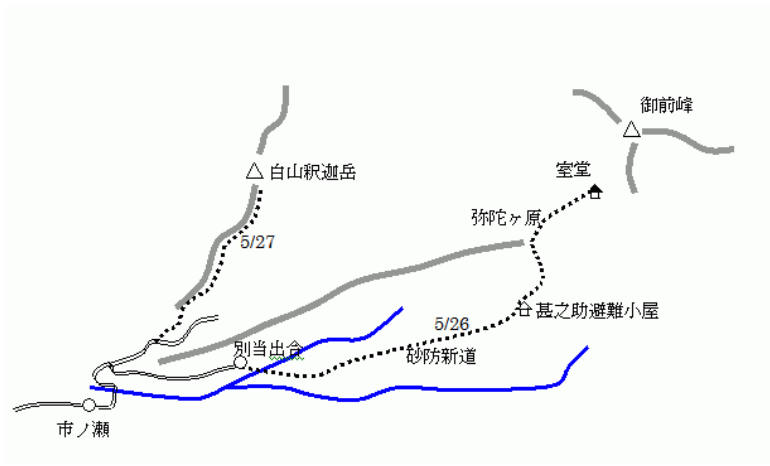 御前峰
室堂
白山釈迦岳
弥陀ヶ原
5/27
甚之助避難小屋
5/26
別当出合
砂防新道
市ノ瀬